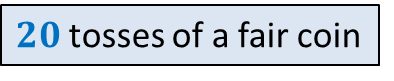 20 tosses of a fair coin